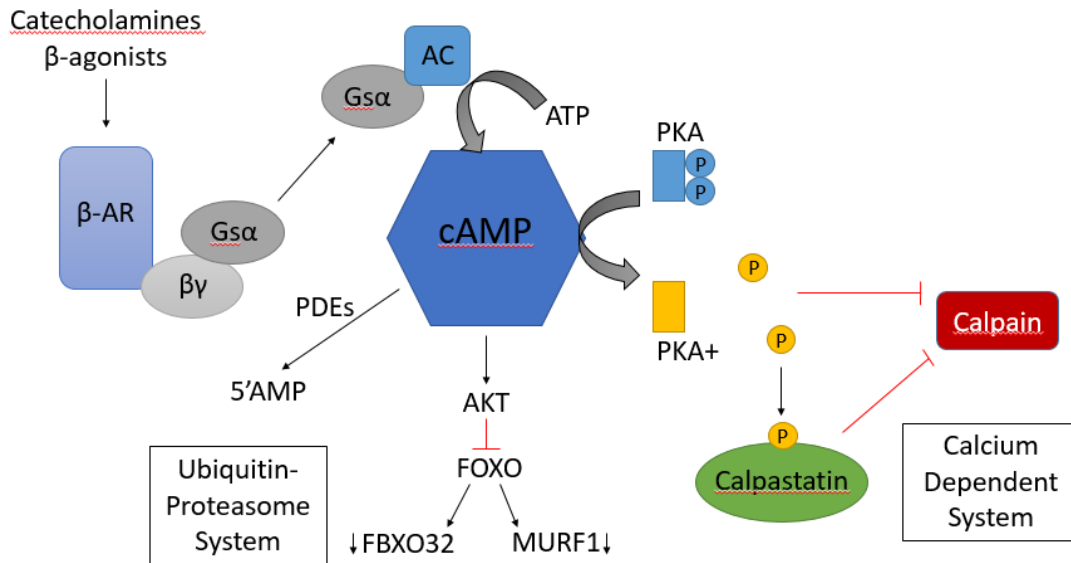 Catecholamines
β-agonists
β-AR
Gsα
βγ
Gsα
AC
ATP
cAMP
PKA
P
P
PKA+
P
P
P
Calpain
Calpastatin
PDEs
5'AMP
AKT
FOXO
↓FBXO32
MURF1↓
Ubiquitin-
Proteasome
System
Calcium
Dependent
System